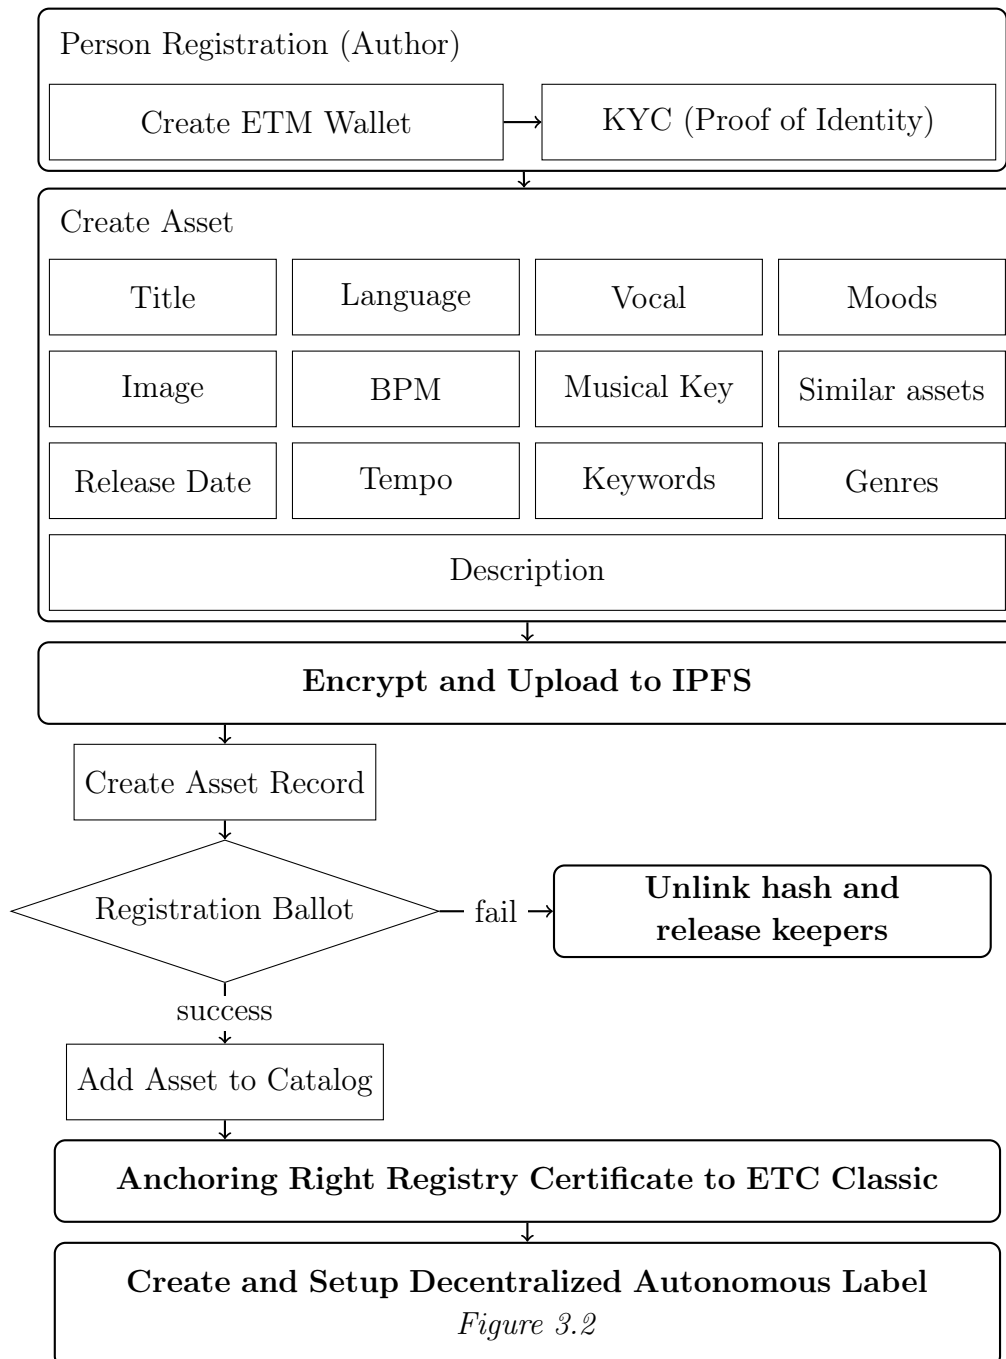 Person Registration (Author)
Create ETM Wallet
KYC (Proof of Identity)
Create Asset
Title
Language
Vocal
Moods
Image
BPM
Musical Key
Similar assets
Release Date
Tempo
Keywords
Genres
Description
Encrypt and Upload to IPFS
Create Asset Record
Registration Ballot
fail
Unlink hash and
release keepers
success
Add Asset to Catalog
Anchoring Right Registry Certificate to ETC Classic
Create and Setup Decentralized Autonomous Label
Figure 3.2